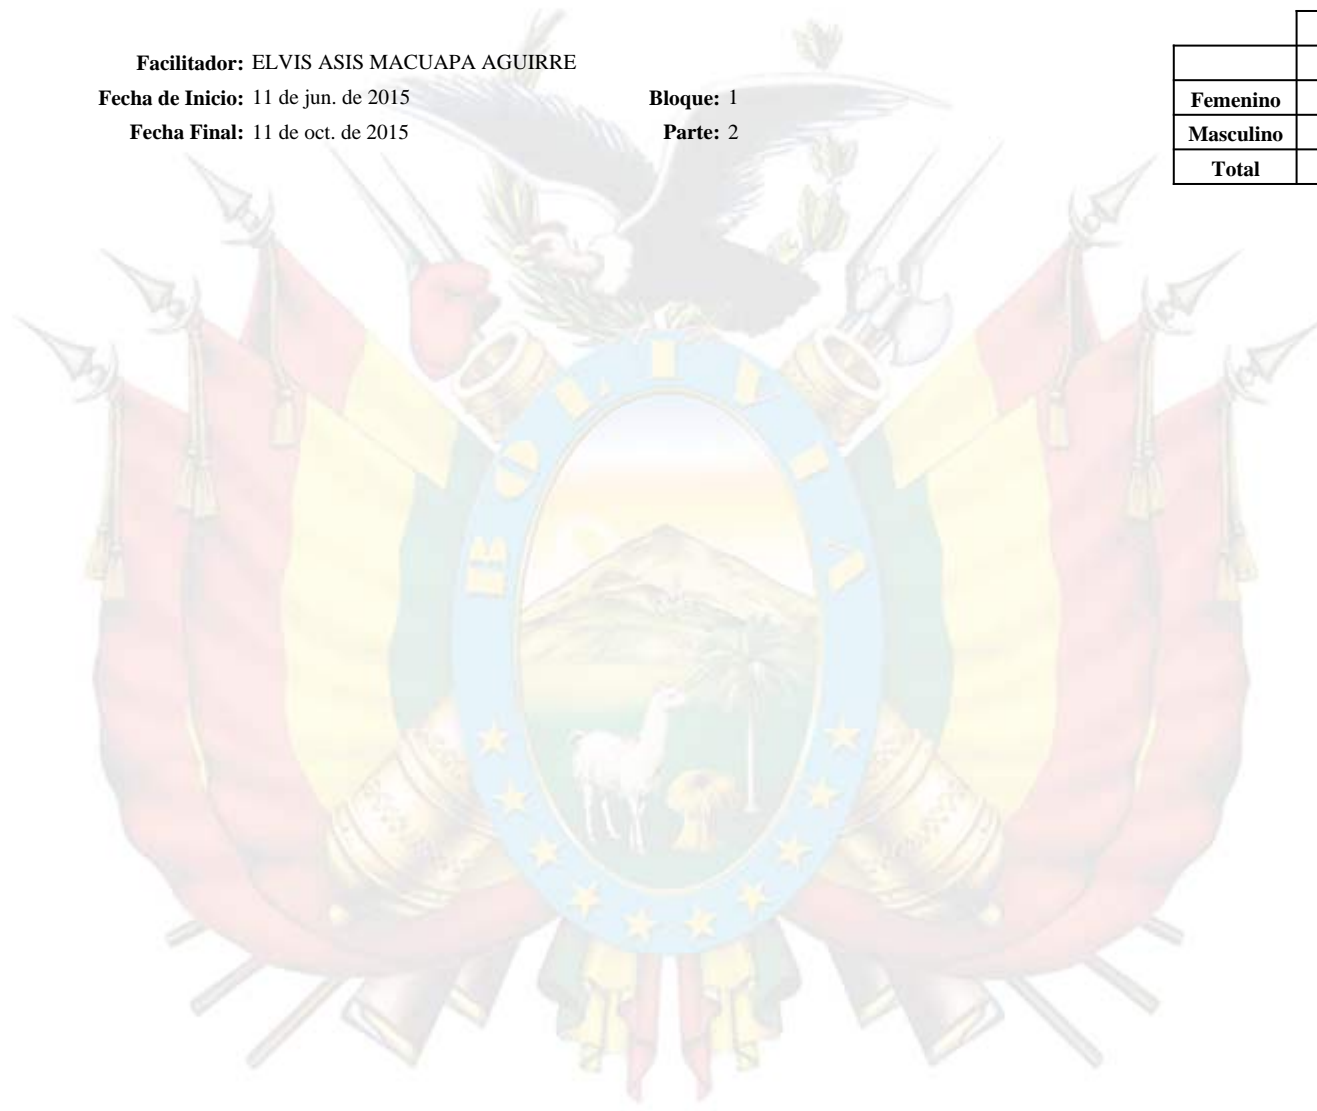 Facilitador: ELVIS ASIS MACUAPA AGUIRRE
Fecha de Inicio: 11 de jun. de 2015 Bloque: 1
Fecha Final: 11 de oct. de 2015 Parte: 2
Femenino
Masculino
Total
BOLIVIA